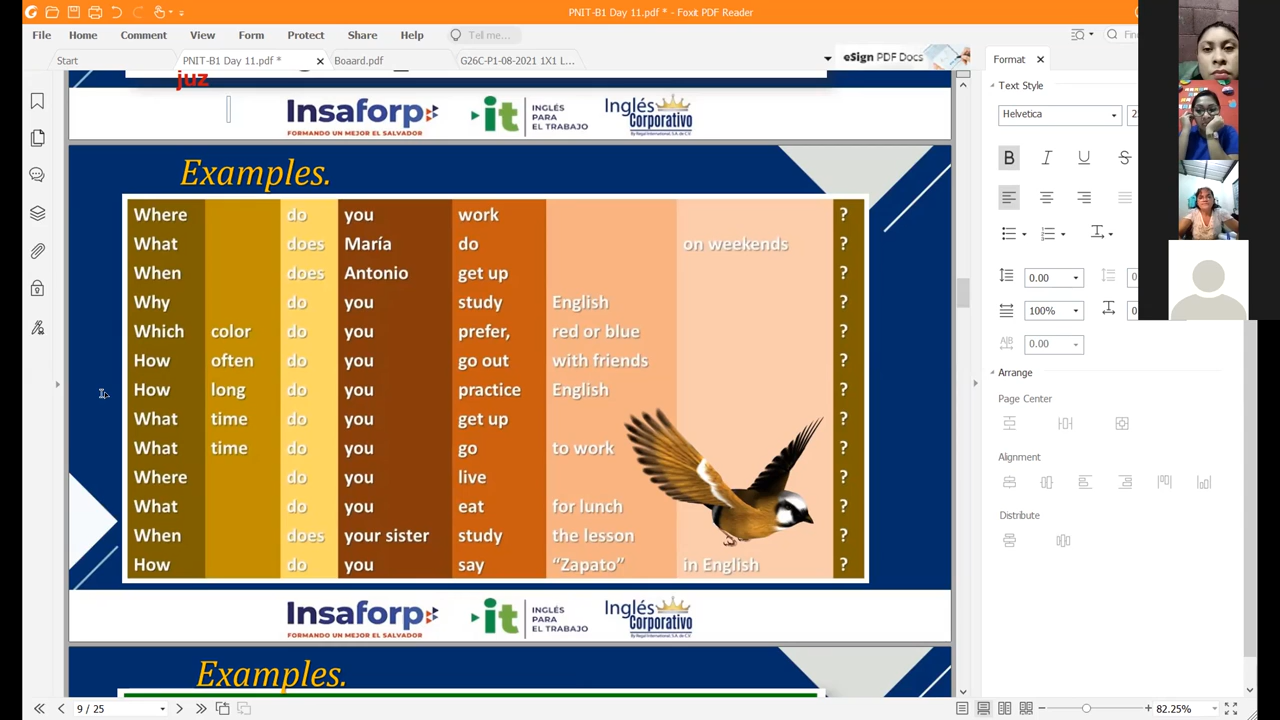 PNIT-B1 Day 11.pdf * - Foxit PDF Reader
File Home Comment View Form Protect Share Help Tell me...
Start PNIT-B1 Day 11.pdf * Boaard.pdf G26C-P1-08-2021 1X1 L... eSign PDF Docs
juz
Insaforp
FORMANDO UN MEJOR EL SALVADOR
it INGLÉS
PARA
EL TRABAJO
Inglés
Corporativo
Examples.
Where do you work ?
What does María do on weekends ?
When does Antonio get up ?
Why do you study English ?
Which color do you prefer, red or blue ?
How often do you go out with friends ?
How long do you practice English ?
What time do you get up ?
What time do you go to work ?
Where do you live ?
What do you eat for lunch ?
When does your sister study the lesson ?
How do you say “Zapato” in English ?
Insaforp
FORMANDO UN MEJOR EL SALVADOR
it INGLÉS
PARA
EL TRABAJO
Inglés
Corporativo
Examples.
9 / 25
82.25%
Format
Text Style
Helvetica
B I U S
0.00
100%
0.00
Arrange
Page Center
Alignment
Distribute